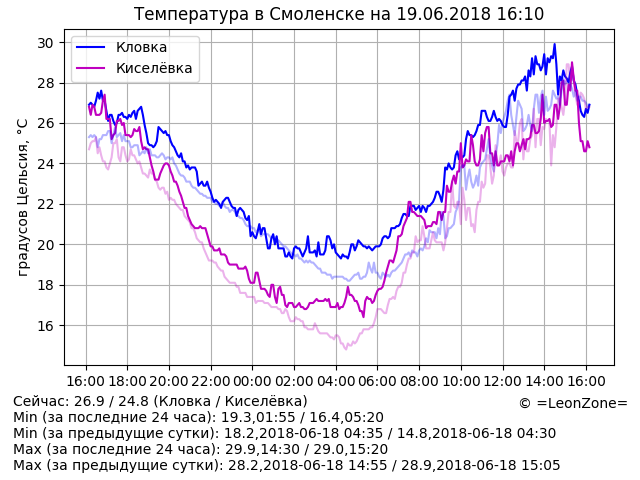 Температура в Смоленске на 19.06.2018 16:10
Кловка
Киселёвка
градусов Цельсия, °C
30
28
26
24
22
20
18
16
16:00 18:00 20:00 22:00 00:00 02:00 04:00 06:00 08:00 10:00 12:00 14:00 16:00
Сейчас: 26.9 / 24.8 (Кловка / Киселёвка)
© =LeonZone=
Min (за последние 24 часа): 19.3,01:55 / 16.4,05:20
Min (за предыдущие сутки): 18.2,2018-06-18 04:35 / 14.8,2018-06-18 04:30
Max (за последние 24 часа): 29.9,14:30 / 29.0,15:20
Max (за предыдущие сутки): 28.2,2018-06-18 14:55 / 28.9,2018-06-18 15:05